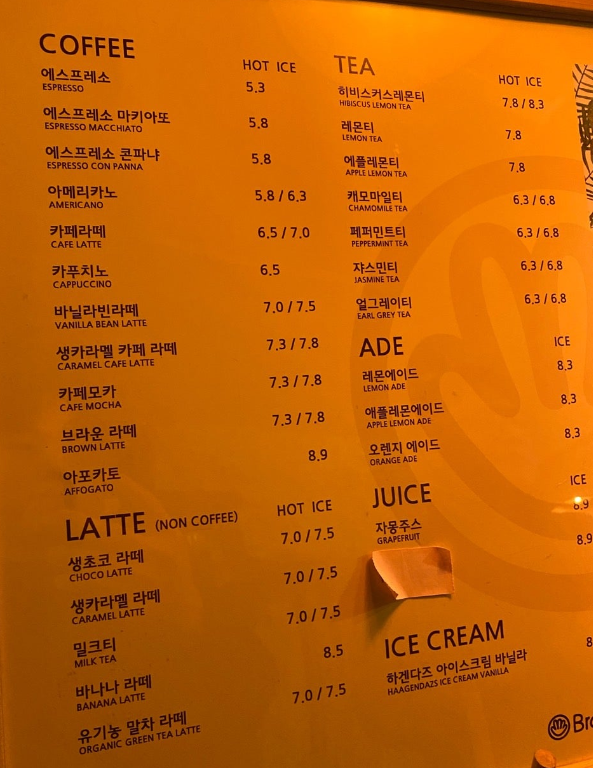 COFFEE
HOT ICE
에스프레소 5.3
ESPRESSO
에스프레소 마키아또 5.8
ESPRESSO MACCHIATO
에스프레소 콘파냐 5.8
ESPRESSO CON PANNA
아메리카노 5.8 / 6.3
AMERICANO
카페라떼 6.5 / 7.0
CAFE LATTE
카푸치노 6.5
CAPPUCCINO
바닐라빈라떼 7.0 / 7.5
VANILLA BEAN LATTE
생카라멜 카페 라떼 7.3 / 7.8
CARAMEL CAFE LATTE
카페모카 7.3 / 7.8
CAFE MOCHA
브라운 라떼 7.3 / 7.8
BROWN LATTE
아포카토 8.9
AFFOGATO
LATTE (NON COFFEE) HOT ICE
생초코 라떼 7.0 / 7.5
CHOCO LATTE
생카라멜 라떼 7.0 / 7.5
CARAMEL LATTE
밀크티 7.0 / 7.5
MILK TEA
바나나 라떼 8.5
BANANA LATTE
유기농 말차 라떼 7.0 / 7.5
ORGANIC GREEN TEA LATTE
TEA
HOT ICE
히비스커스레몬티 7.8 / 8.3
HIBISCUS LEMON TEA
레몬티 7.8
LEMON TEA
애플레몬티 7.8
APPLE LEMON TEA
캐모마일티 6.3 / 6.8
CHAMOMILE TEA
페퍼민트티 6.3 / 6.8
PEPPERMINT TEA
쟈스민티 6.3 / 6.8
JASMINE TEA
얼그레이티 6.3 / 6.8
EARL GREY TEA
ADE ICE
레몬에이드 8.3
LEMON ADE
애플레몬에이드 8.3
APPLE LEMON ADE
오렌지 에이드 8.3
ORANGE ADE
JUICE ICE
자몽주스 8.9
GRAPEFRUIT
8.9
ICE CREAM
하겐다즈 아이스크림 바닐라 8
HAAGENDAZS ICE CREAM VANILLA
Bro